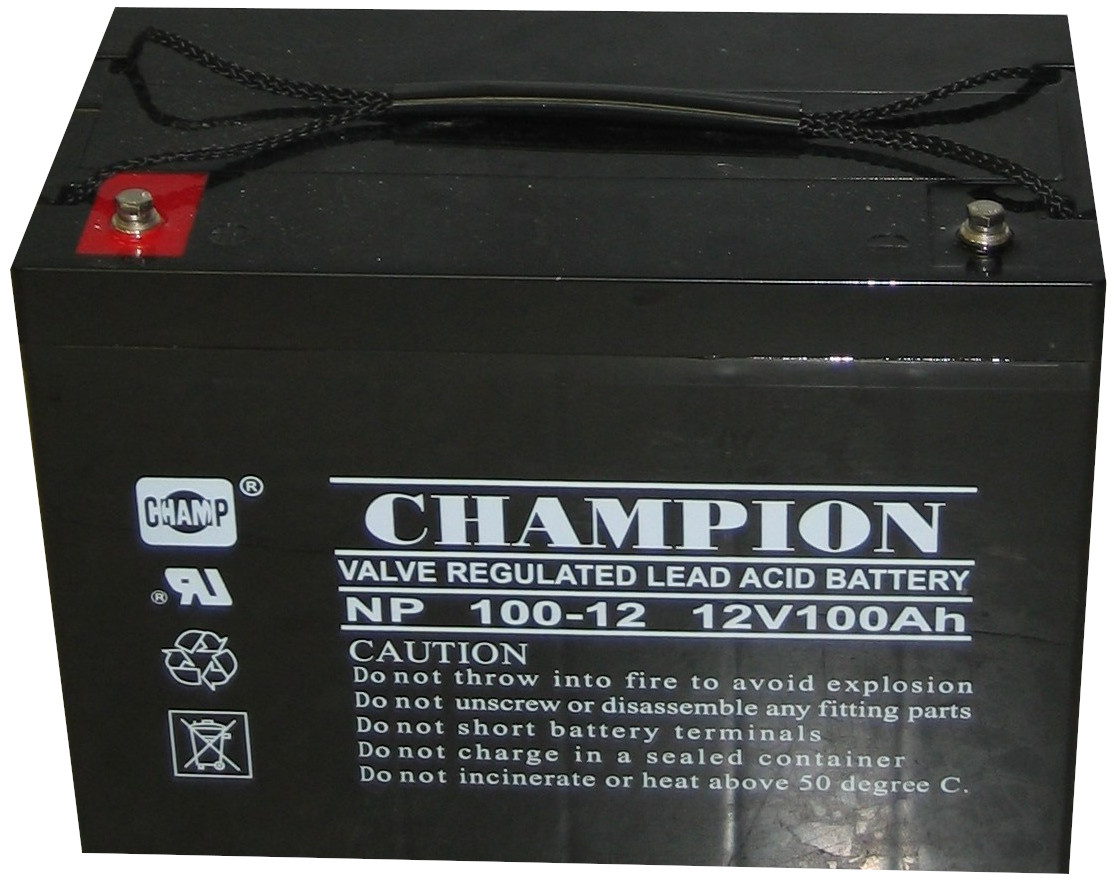 CHAMP ®
CHAMPION
VALVE REGULATED LEAD ACID BATTERY
NP 100-12 12V100Ah
CAUTION
Do not throw into fire to avoid explosion
Do not unscrew or disassemble any fitting parts
Do not short battery terminals
Do not charge in a sealed container
Do not incinerate or heat above 50 degree C.